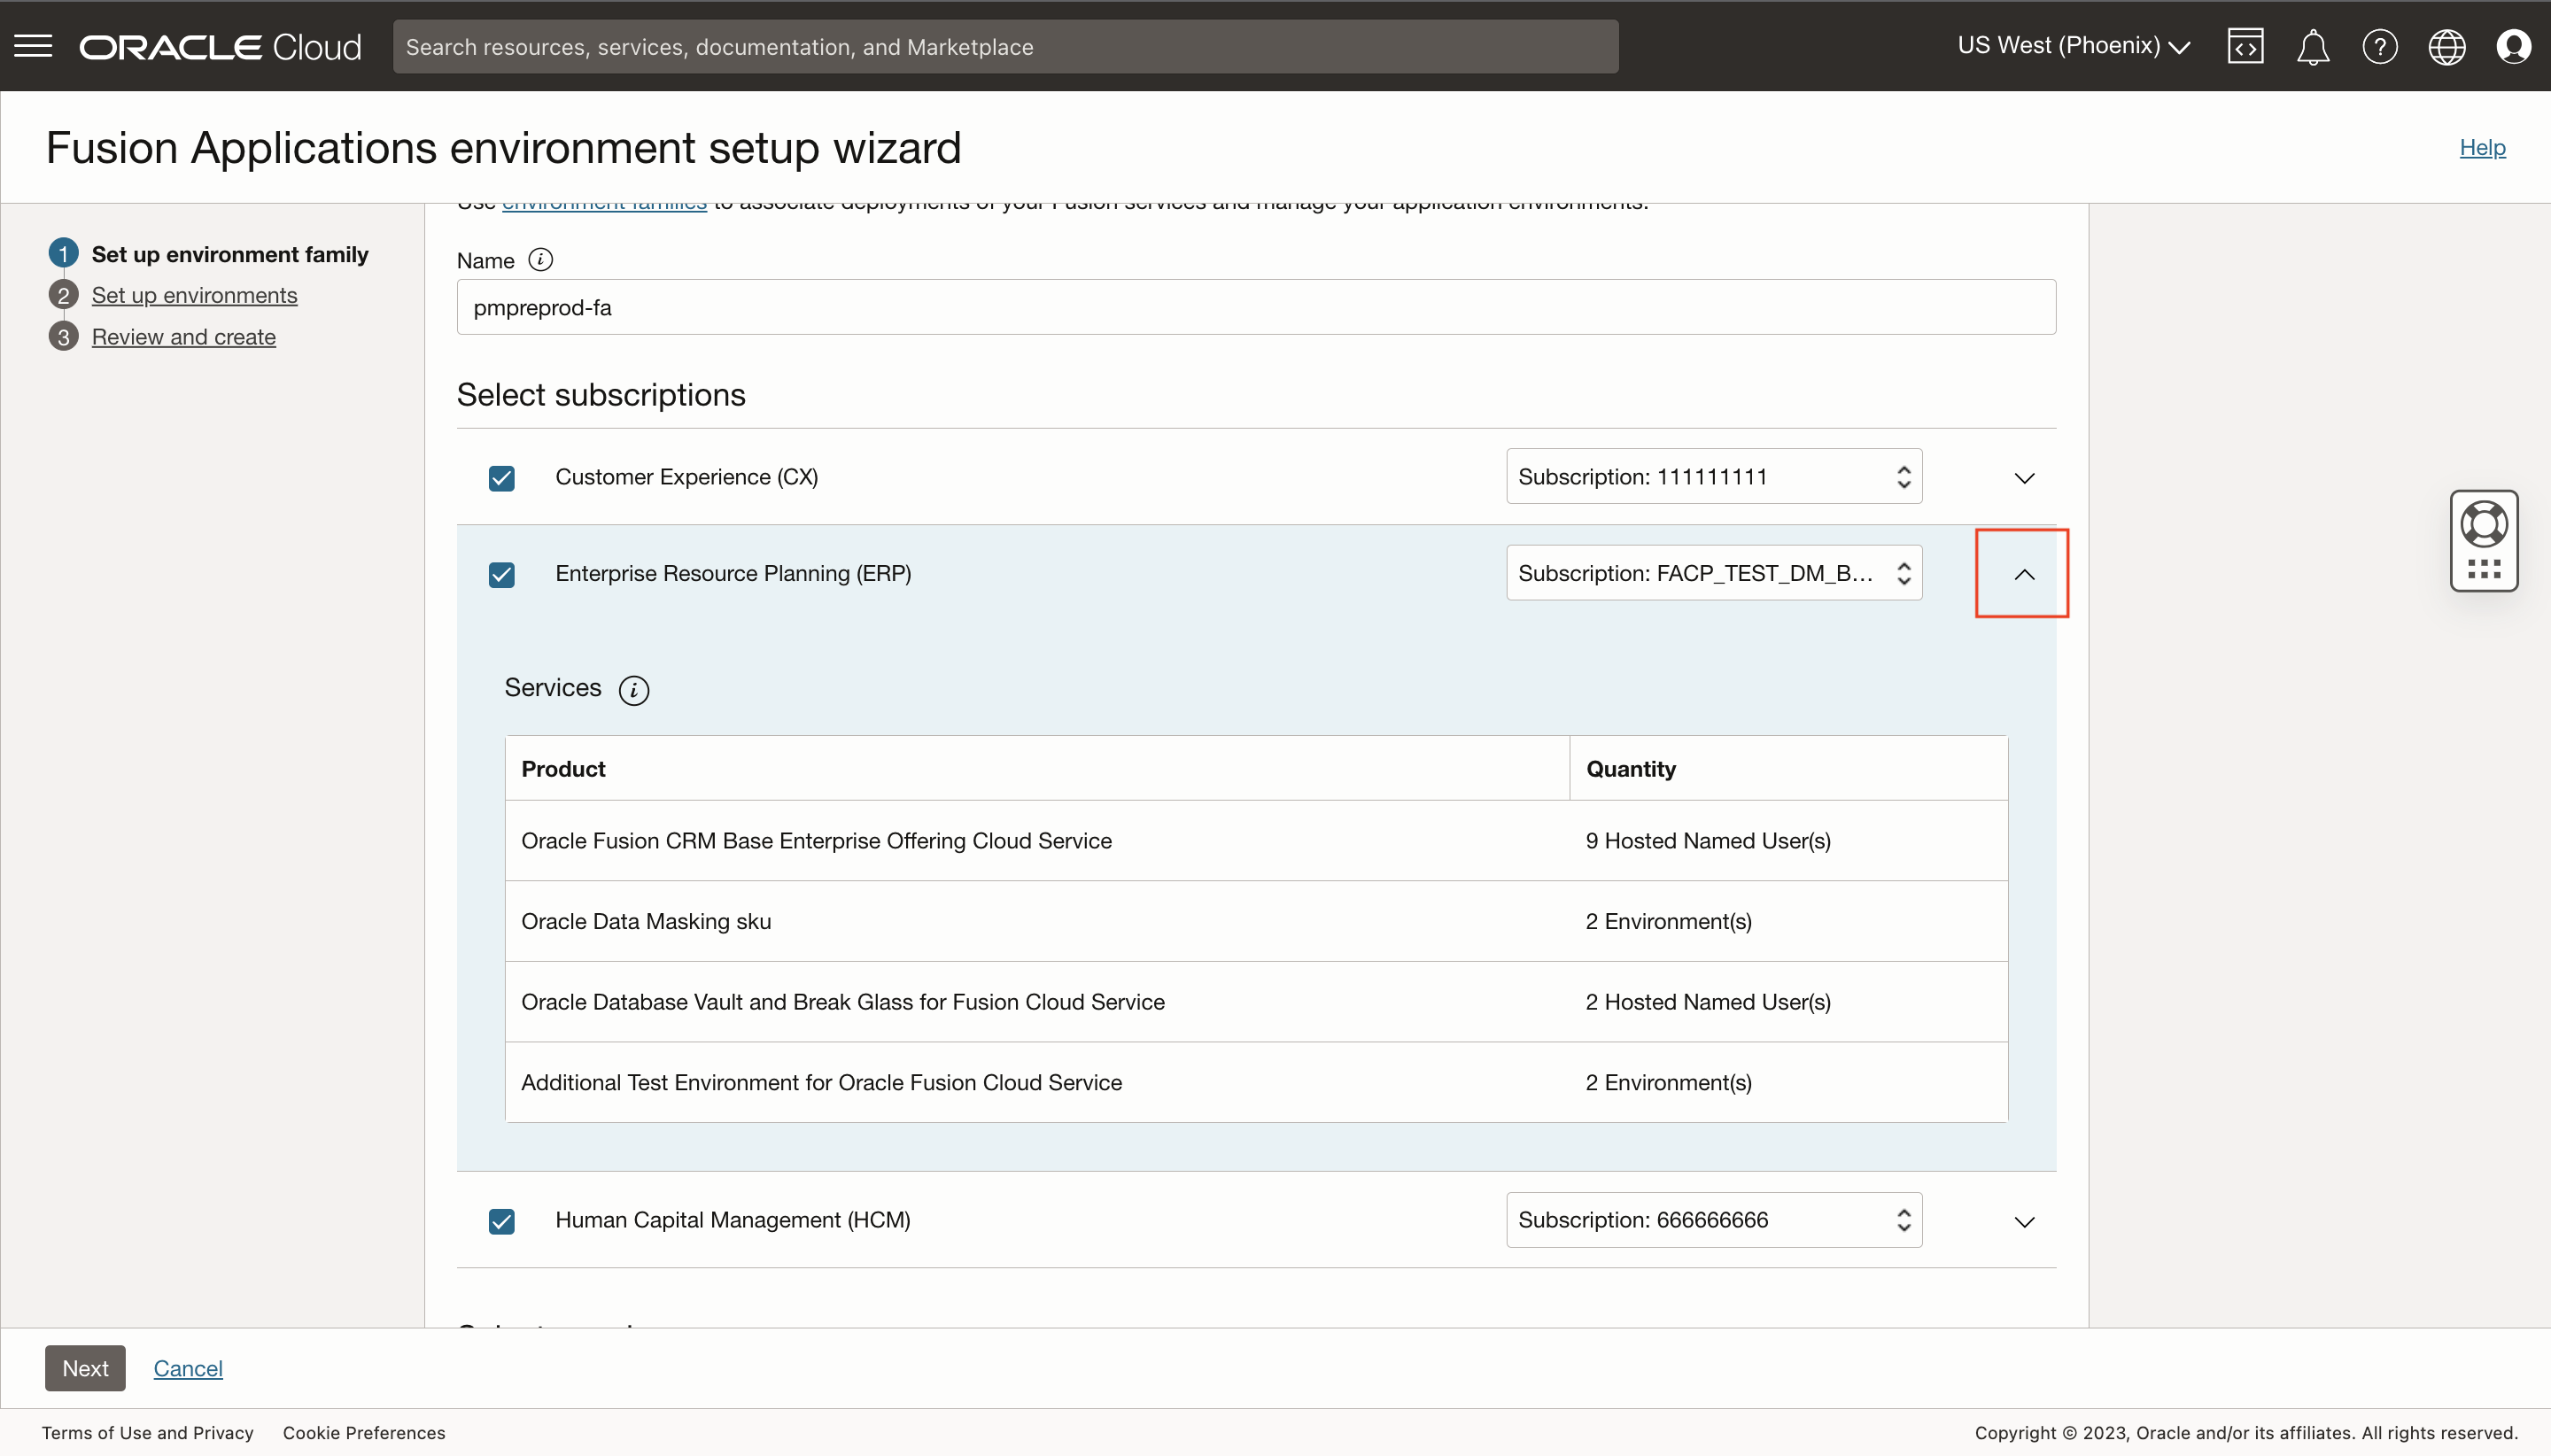 ORACLE Cloud
Search resources, services, documentation, and Marketplace
US West (Phoenix)
Fusion Applications environment setup wizard
Help
Use environment families to associate deployments of your Fusion services and manage your application environments.
1 Set up environment family
2 Set up environments
3 Review and create
Name
pmpreprod-fa
Select subscriptions
Customer Experience (CX) Subscription: 111111111
Enterprise Resource Planning (ERP) Subscription: FACP_TEST_DM_B...
Services
Product Quantity
Oracle Fusion CRM Base Enterprise Offering Cloud Service 9 Hosted Named User(s)
Oracle Data Masking sku 2 Environment(s)
Oracle Database Vault and Break Glass for Fusion Cloud Service 2 Hosted Named User(s)
Additional Test Environment for Oracle Fusion Cloud Service 2 Environment(s)
Human Capital Management (HCM) Subscription: 666666666
Next Cancel
Terms of Use and Privacy Cookie Preferences
Copyright © 2023, Oracle and/or its affiliates. All rights reserved.